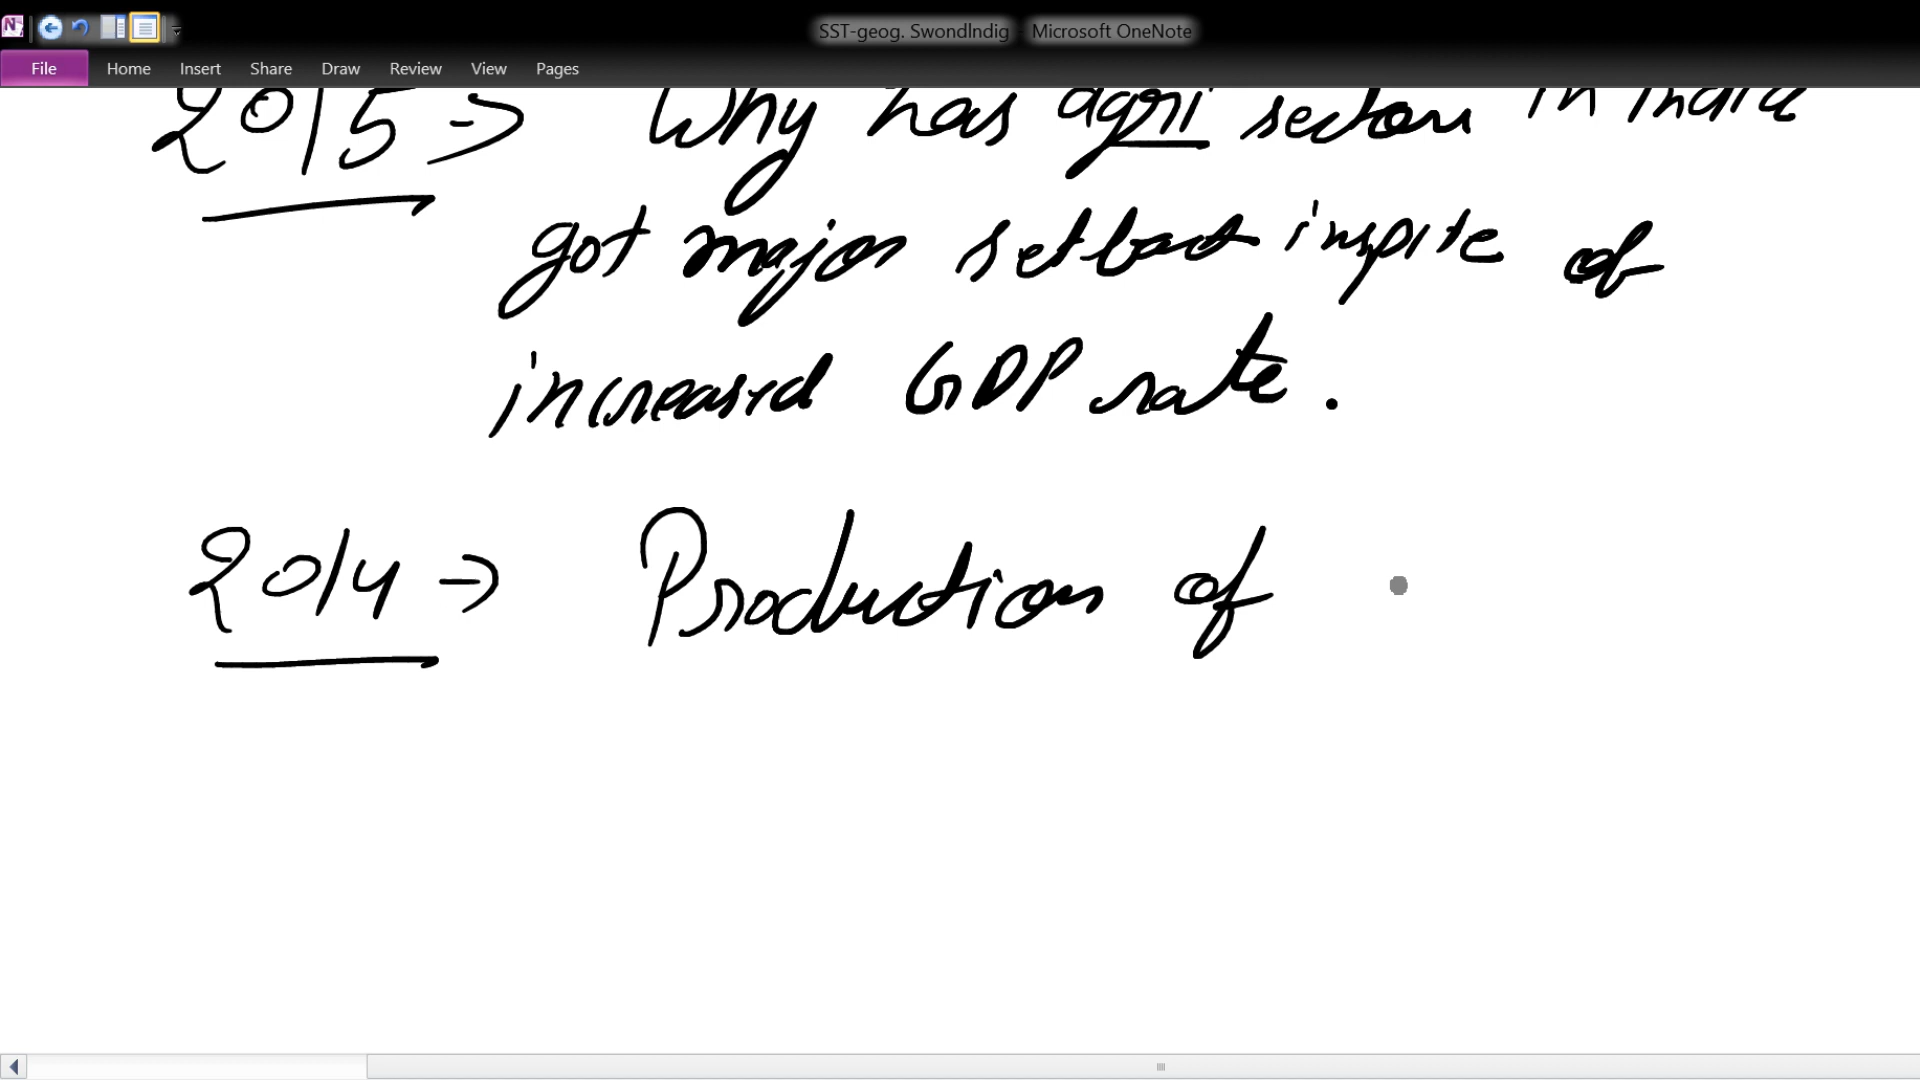 SST-geog. SwondIndig - Microsoft OneNote
File Home Insert Share Draw Review View Pages
2015 => Why has agri sector in India
got major setback inspite of
increased GDP rate.
2014 => Production of